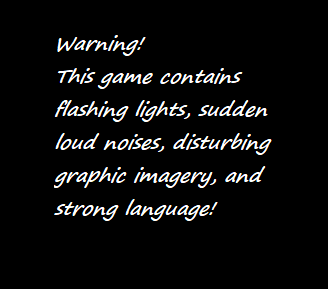 Warning!
This game contains
flashing lights, sudden
loud noises, disturbing
graphic imagery, and
strong language!